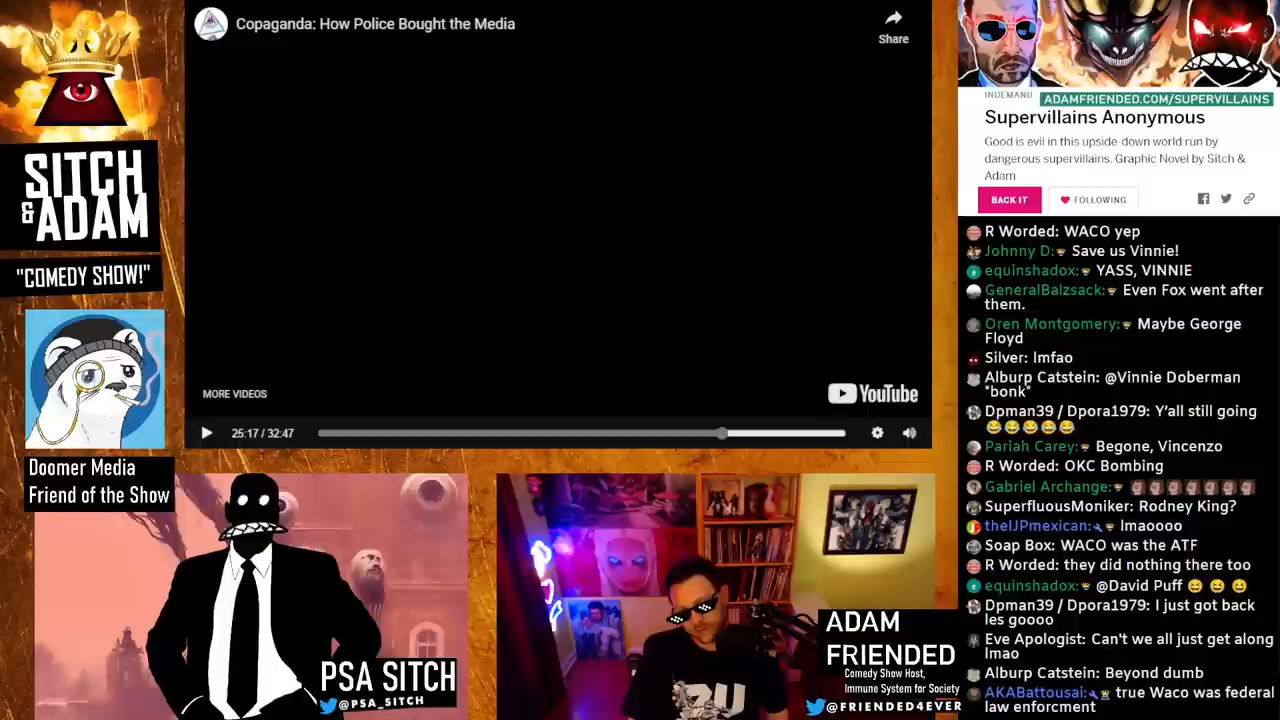 Copaganda: How Police Bought the Media
Share
MORE VIDEOS
YouTube
25:17 / 32:47
SITCH
& ADAM
"COMEDY SHOW!"
Doomer Media
Friend of the Show
PSA SITCH
@PSA_SITCH
ADAM
FRIENDED
Comedy Show Host,
Immune System for Society
@FRIENDED4EVER
INDEMAND
ADAMFRIENDED.COM/SUPERVILLAINS
Supervillains Anonymous
Good is evil in this upside-down world run by
dangerous supervillains. Graphic Novel by Sitch &
Adam
BACK IT
FOLLOWING
R Worded: WACO yep
Johnny D: Save us Vinnie!
equinshadox: YASS, VINNIE
GeneralBalzsack: Even Fox went after
them.
Oren Montgomery: Maybe George
Floyd
Silver: lmfao
Alburp Catstein: @Vinnie Doberman
*bonk*
Dpman39 / Dpora1979: Y'all still going
😂😂😂😂😂
Pariah Carey: Begone, Vincenzo
R Worded: OKC Bombing
Gabriel Archange:
SuperfluousMoniker: Rodney King?
theIJPmexican: lmaoooo
Soap Box: WACO was the ATF
R Worded: they did nothing there too
equinshadox: @David Puff 😄 😄 😄
Dpman39 / Dpora1979: I just got back
les goooo
Eve Apologist: Can't we all just get along
lmao
Alburp Catstein: Beyond dumb
AKABattousai: true Waco was federal
law enforcment